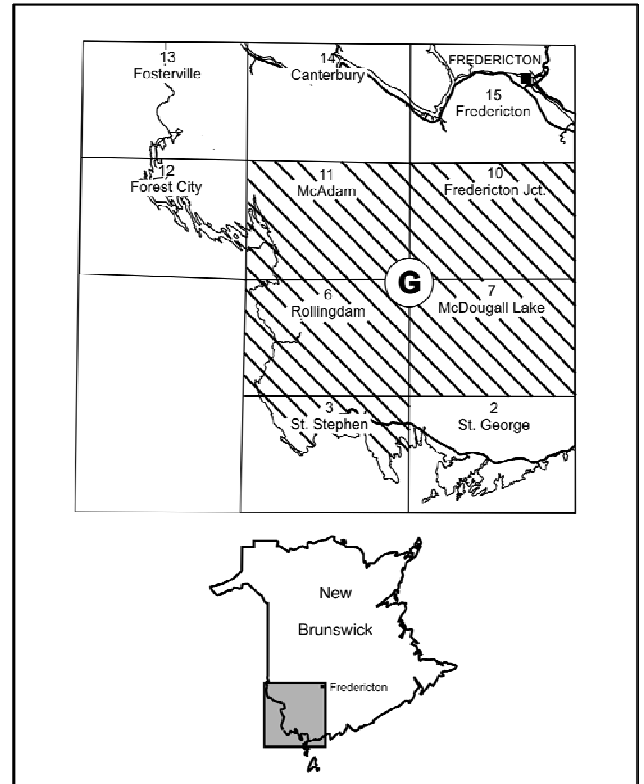 13
Fosterville
14
Canterbury
FREDERICTON
15
Fredericton
12
Forest City
11
McAdam
10
Fredericton Jct.
G
6
Rollingdam
7
McDougall Lake
3
St. Stephen
2
St. George
New
Brunswick
Fredericton